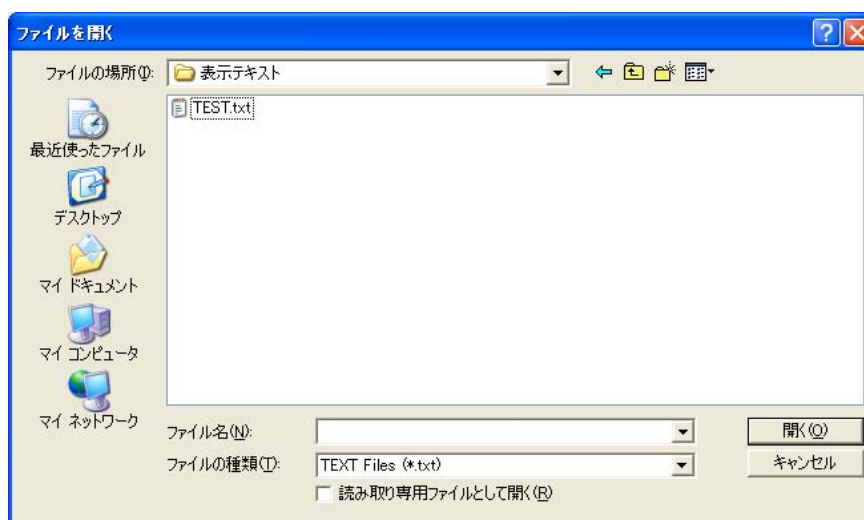 ファイルを開く
ファイルの場所(I):
表示テキスト
TEST.txt
最近使ったファイル
デスクトップ
マイ ドキュメント
マイ コンピュータ
マイ ネットワーク
ファイル名(N):
開く(O)
ファイルの種類(T):
TEXT Files (*.txt)
キャンセル
読み取り専用ファイルとして開く(R)